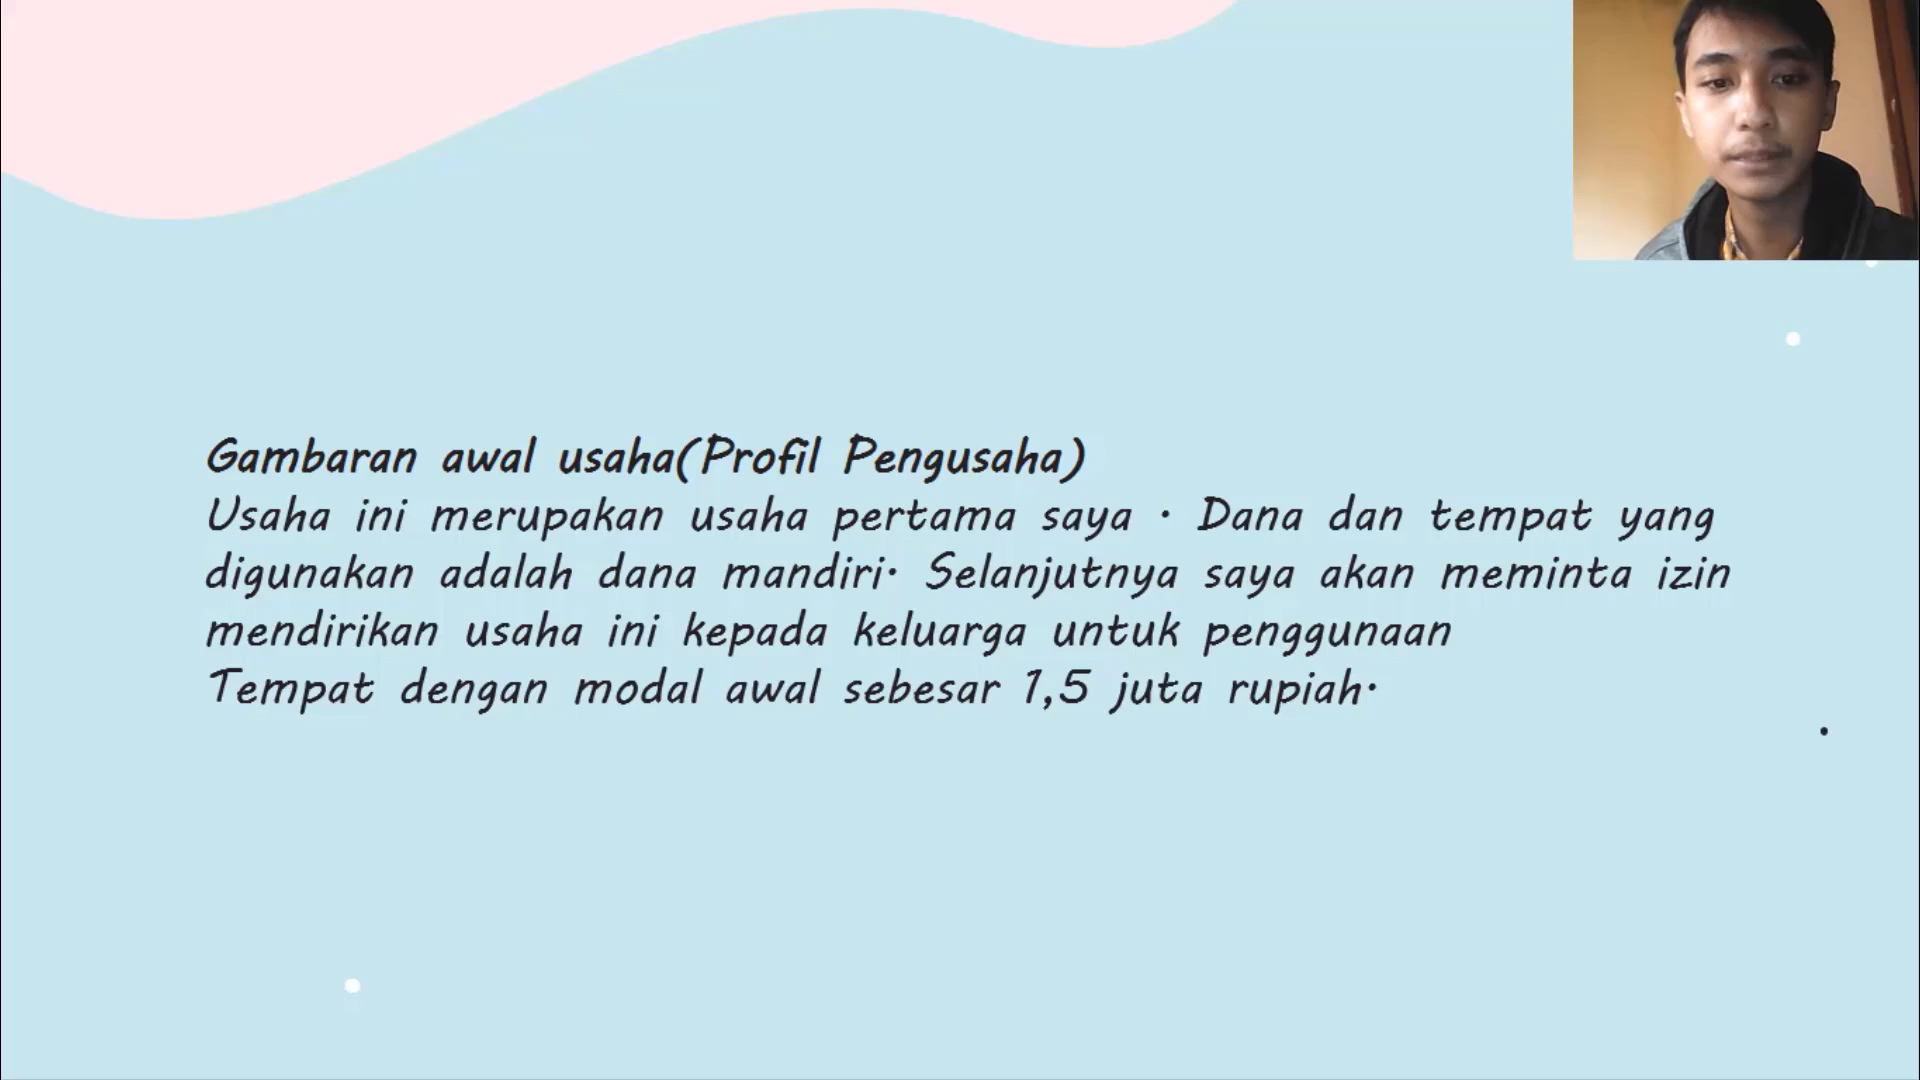 Gambaran awal usaha(Profil Pengusaha)
Usaha ini merupakan usaha pertama saya . Dana dan tempat yang
digunakan adalah dana mandiri. Selanjutnya saya akan meminta izin
mendirikan usaha ini kepada keluarga untuk penggunaan
Tempat dengan modal awal sebesar 1,5 juta rupiah.
.